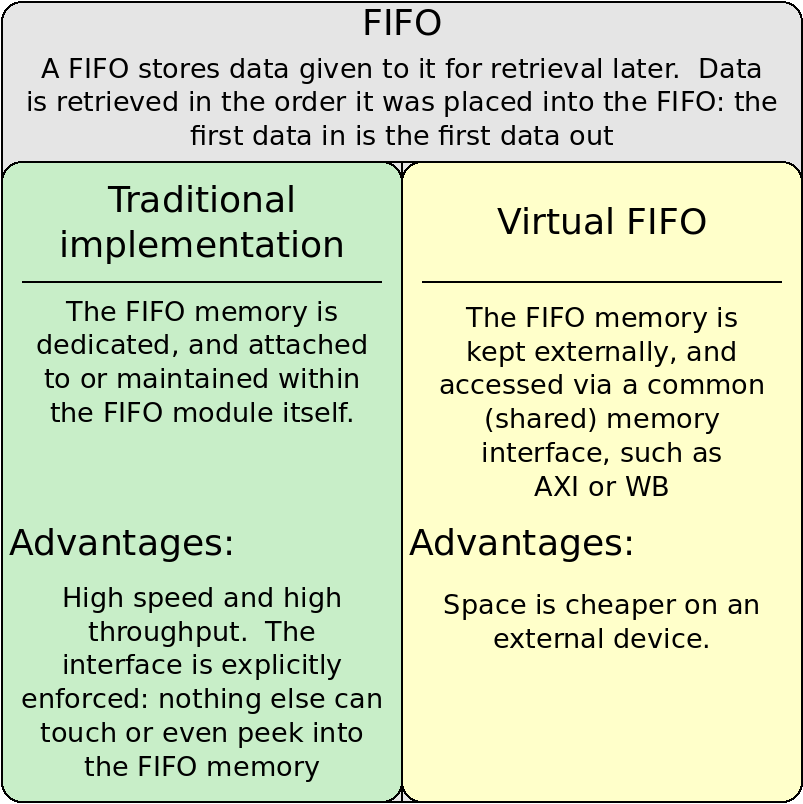 FIFO
A FIFO stores data given to it for retrieval later.  Data
is retrieved in the order it was placed into the FIFO: the
first data in is the first data out
Traditional
implementation
The FIFO memory is
dedicated, and attached
to or maintained within
the FIFO module itself.
Advantages:
High speed and high
throughput.  The
interface is explicitly
enforced: nothing else can
touch or even peek into
the FIFO memory
Virtual FIFO
The FIFO memory is
kept externally, and
accessed via a common
(shared) memory
interface, such as
AXI or WB
Advantages:
Space is cheaper on an
external device.